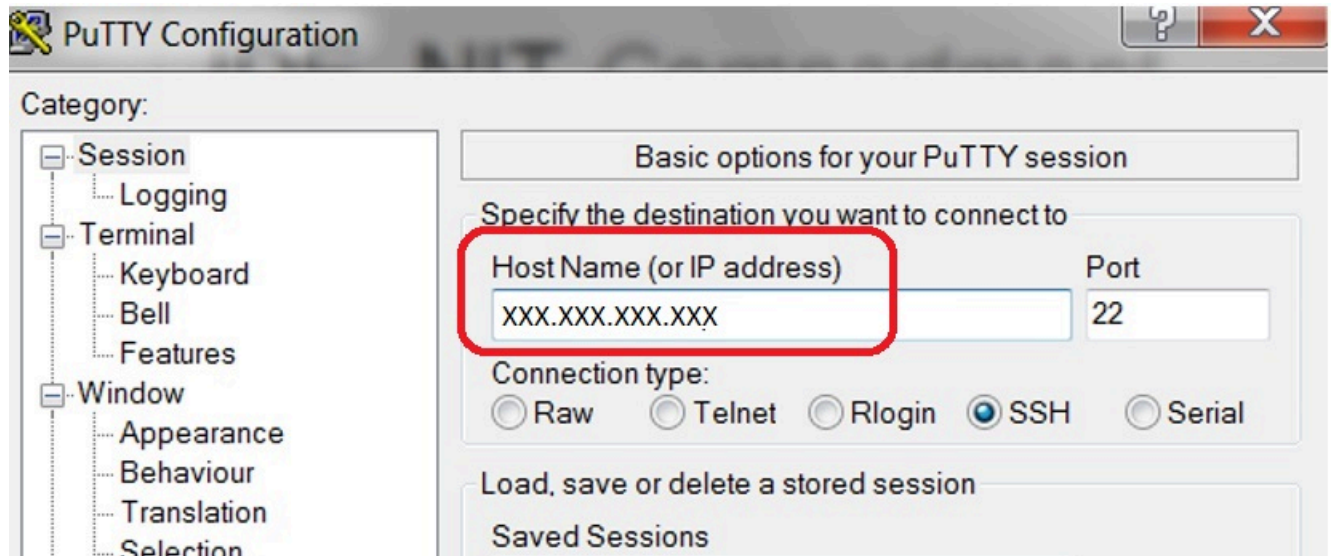 PuTTY Configuration
Category:
Session
Logging
Terminal
Keyboard
Bell
Features
Window
Appearance
Behaviour
Translation
Selection
Basic options for your PuTTY session
Specify the destination you want to connect to
Host Name (or IP address) Port
XXX.XXX.XXX.XXX 22
Connection type:
Raw Telnet Rlogin SSH Serial
Load, save or delete a stored session
Saved Sessions